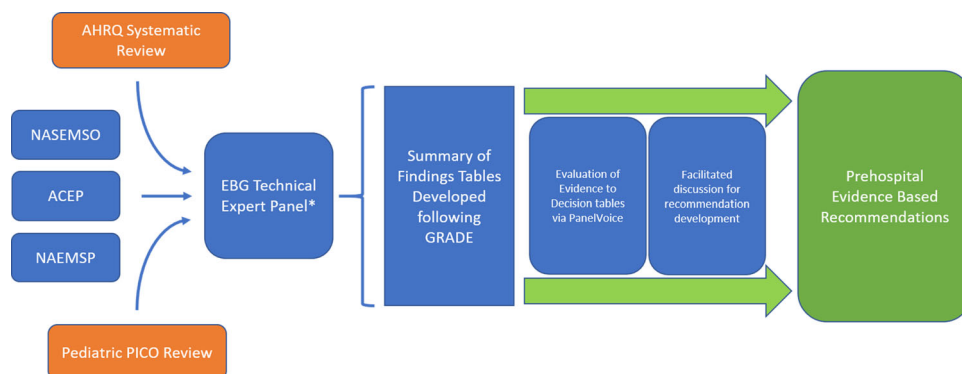 AHRQ Systematic
Review
NASEMSO
ACEP
NAEMSP
Pediatric PICO Review
EBG Technical
Expert Panel*
Summary of
Findings Tables
Developed
following
GRADE
Evaluation of
Evidence to
Decision tables
via PanelVoice
Facilitated
discussion for
recommendation
development
Prehospital
Evidence Based
Recommendations